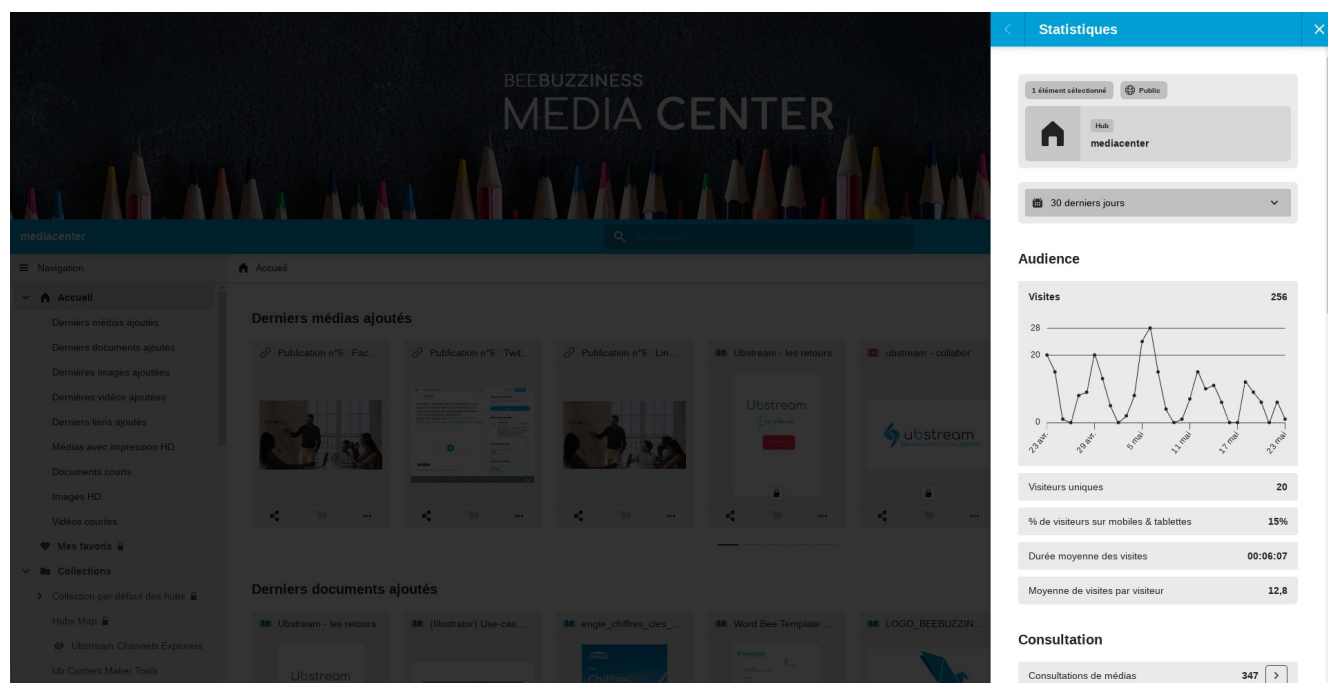 BEEBUZZINESS
MEDIA CENTER
mediacenter
Rechercher
Navigation
Accueil
Accueil
Derniers médias ajoutés
Derniers documents ajoutés
Dernières images ajoutées
Dernières vidéos ajoutées
Derniers liens ajoutés
Médias avec impression HD
Documents courts
Images HD
Vidéos courtes
Mes favoris
Collections
Collection par défaut des hubs
Hubs Map
Ubstream Channels Explorers
Ub Content Maker Tools
Derniers médias ajoutés
Publication n°6 : Fac...
Publication n°6 : Twit...
Publication n°6 : Lin...
Ubstream - les retours
ubstream - collabor
Ubstream
ubstream
Derniers documents ajoutés
Ubstream - les retours
(Illustrator) Use-cas...
engie_chiffres_cles_...
Word Bee Template ...
LOGO_BEEBUZZIN...
Ubstream
Chiffres
Statistiques
1 élément sélectionné
Public
Hub
mediacenter
30 derniers jours
Audience
Visites 256
28
20
0
23 avr.
29 avr.
5 mai
11 mai
17 mai
23 mai
Visiteurs uniques 20
% de visiteurs sur mobiles & tablettes 15%
Durée moyenne des visites 00:06:07
Moyenne de visites par visiteur 12,8
Consultation
Consultations de médias 347